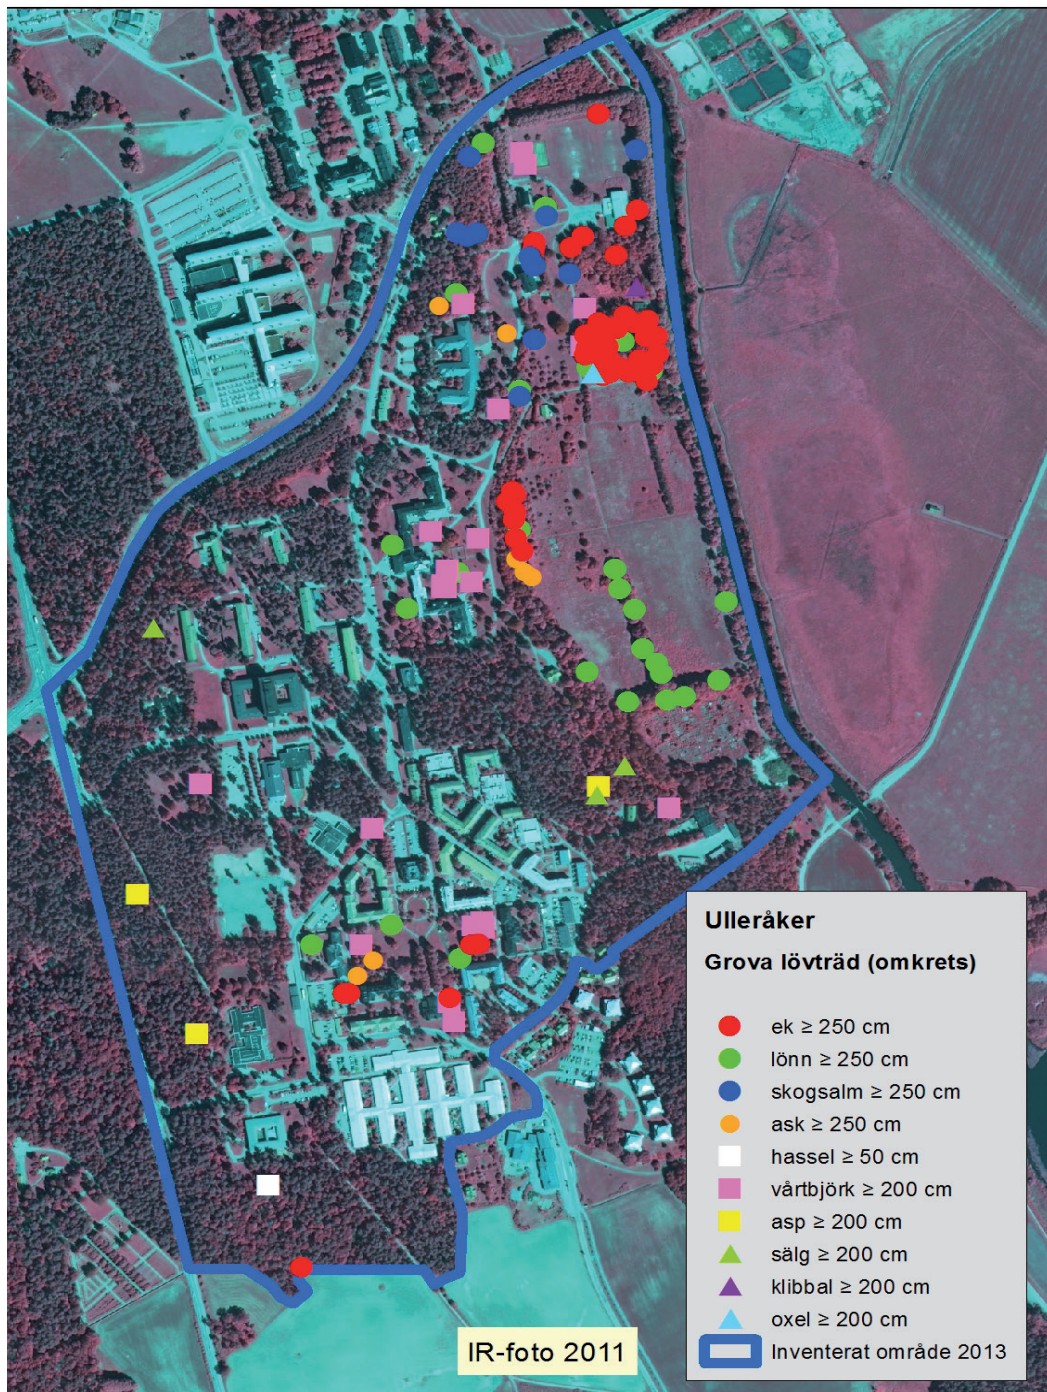 Ulleråker
Grova lövträd (omkrets)
ek ≥ 250 cm
lönn ≥ 250 cm
skogsalm ≥ 250 cm
ask ≥ 250 cm
hassel ≥ 50 cm
vårtbjörk ≥ 200 cm
asp ≥ 200 cm
sälg ≥ 200 cm
klibbal ≥ 200 cm
oxel ≥ 200 cm
Inventerat område 2013
IR-foto 2011